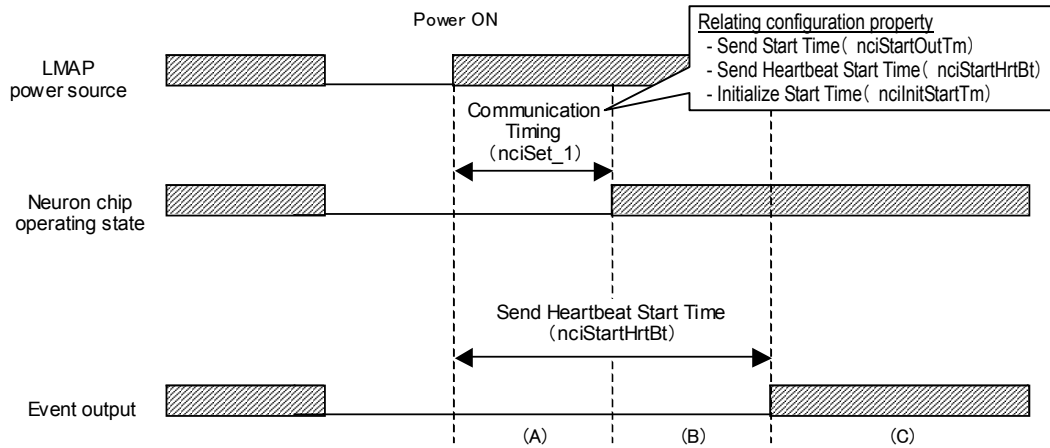 Power ON
Relating configuration property
- Send Start Time( nciStartOutTm)
- Send Heartbeat Start Time( nciStartHrtBt)
- Initialize Start Time( nciInitStartTm)
LMAP
power source
Communication
Timing
(nciSet_1)
Neuron chip
operating state
Send Heartbeat Start Time
(nciStartHrtBt)
Event output
(A)
(B)
(C)